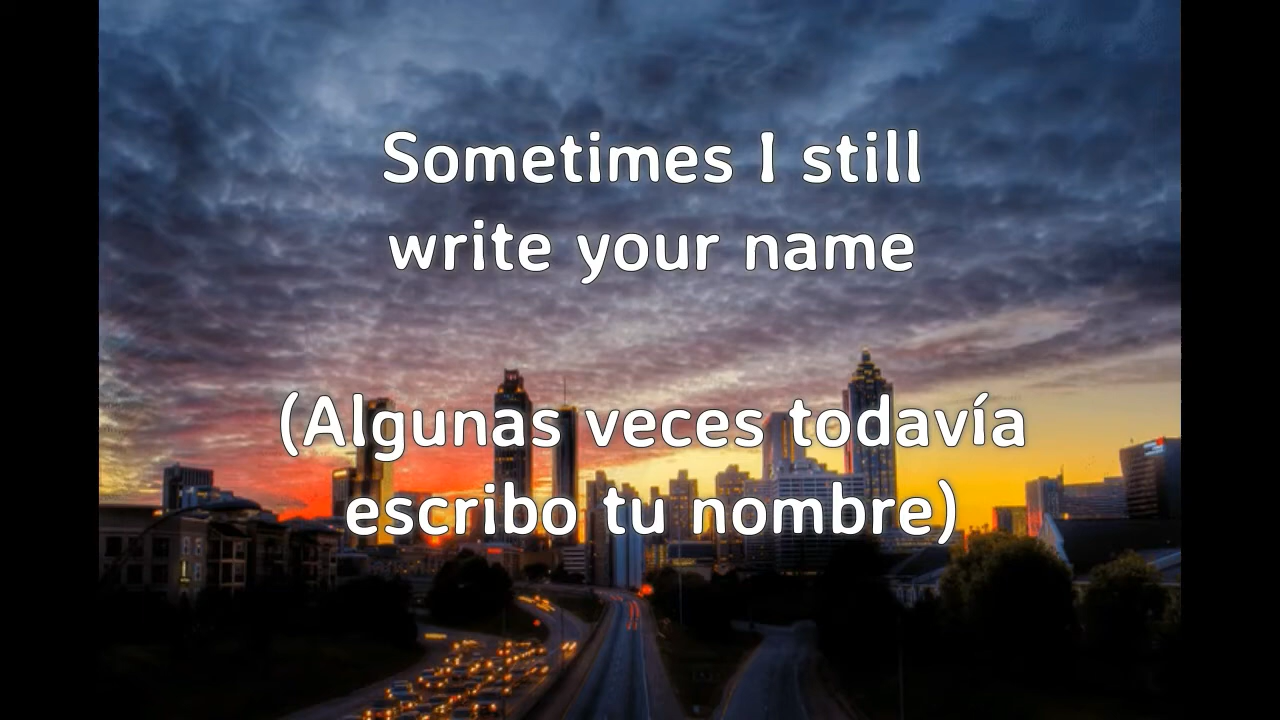 Sometimes I still
write your name
(Algunas veces todavía
escribo tu nombre)